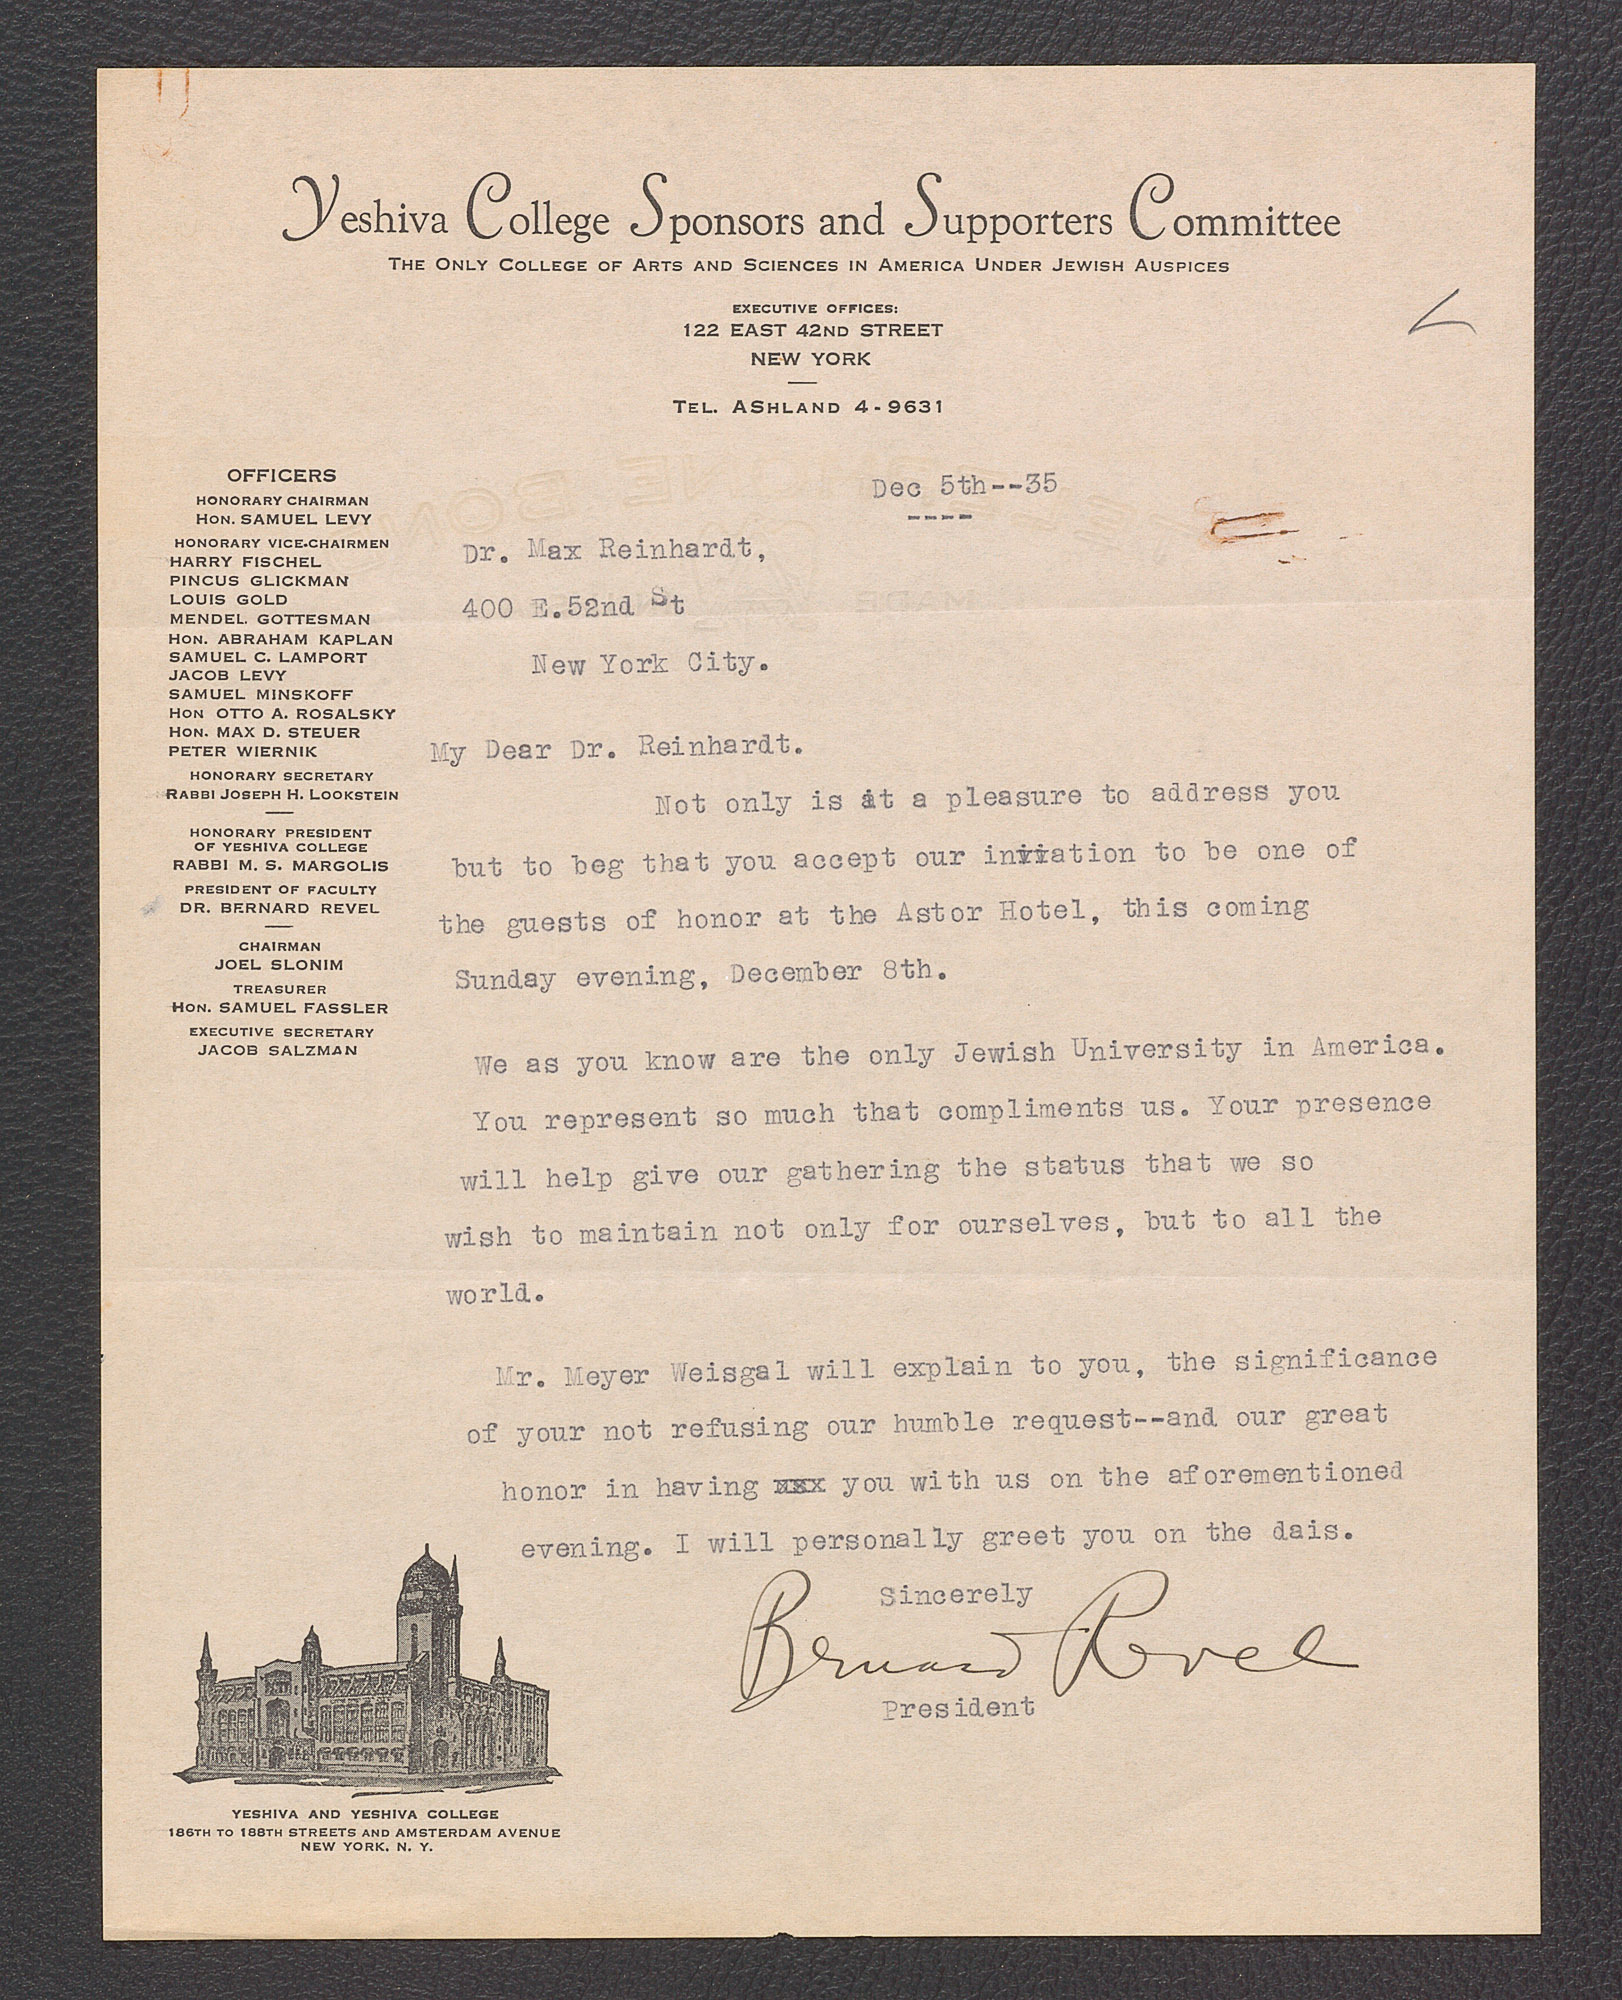 Yeshiva College Sponsors and Supporters Committee
THE ONLY COLLEGE OF ARTS AND SCIENCES IN AMERICA UNDER JEWISH AUSPICES
EXECUTIVE OFFICES:
122 EAST 42ND STREET
NEW YORK
TEL. ASHLAND 4-9631
OFFICERS
HONORARY CHAIRMAN
HON. SAMUEL LEVY
HONORARY VICE-CHAIRMEN
HARRY FISCHEL
PINCUS GLICKMAN
LOUIS GOLD
MENDEL GOTTESMAN
HON. ABRAHAM KAPLAN
SAMUEL C. LAMPORT
JACOB LEVY
SAMUEL MINSKOFF
HON OTTO A. ROSALSKY
HON. MAX D. STEUER
PETER WIERNIK
HONORARY SECRETARY
RABBI JOSEPH H. LOOKSTEIN
HONORARY PRESIDENT
OF YESHIVA COLLEGE
RABBI M. S. MARGOLIS
PRESIDENT OF FACULTY
DR. BERNARD REVEL
CHAIRMAN
JOEL SLONIM
TREASURER
HON. SAMUEL FASSLER
EXECUTIVE SECRETARY
JACOB SALZMAN
Dec 5th--35
----
Dr. Max Reinhardt,
400 E.52nd St
New York City.
My Dear Dr. Reinhardt.
Not only is it a pleasure to address you
but to beg that you accept our inviation to be one of
the guests of honor at the Astor Hotel, this coming
Sunday evening, December 8th.
We as you know are the only Jewish University in America.
You represent so much that compliments us. Your presence
will help give our gathering the status that we so
wish to maintain not only for ourselves, but to all the
world.
Mr. Meyer Weisgal will explain to you, the significance
of your not refusing our humble request--and our great
honor in having xxx you with us on the aforementioned
evening. I will personally greet you on the dais.
Sincerely
Bernard Revel
President
YESHIVA AND YESHIVA COLLEGE
186TH TO 188TH STREETS AND AMSTERDAM AVENUE
NEW YORK. N. Y.